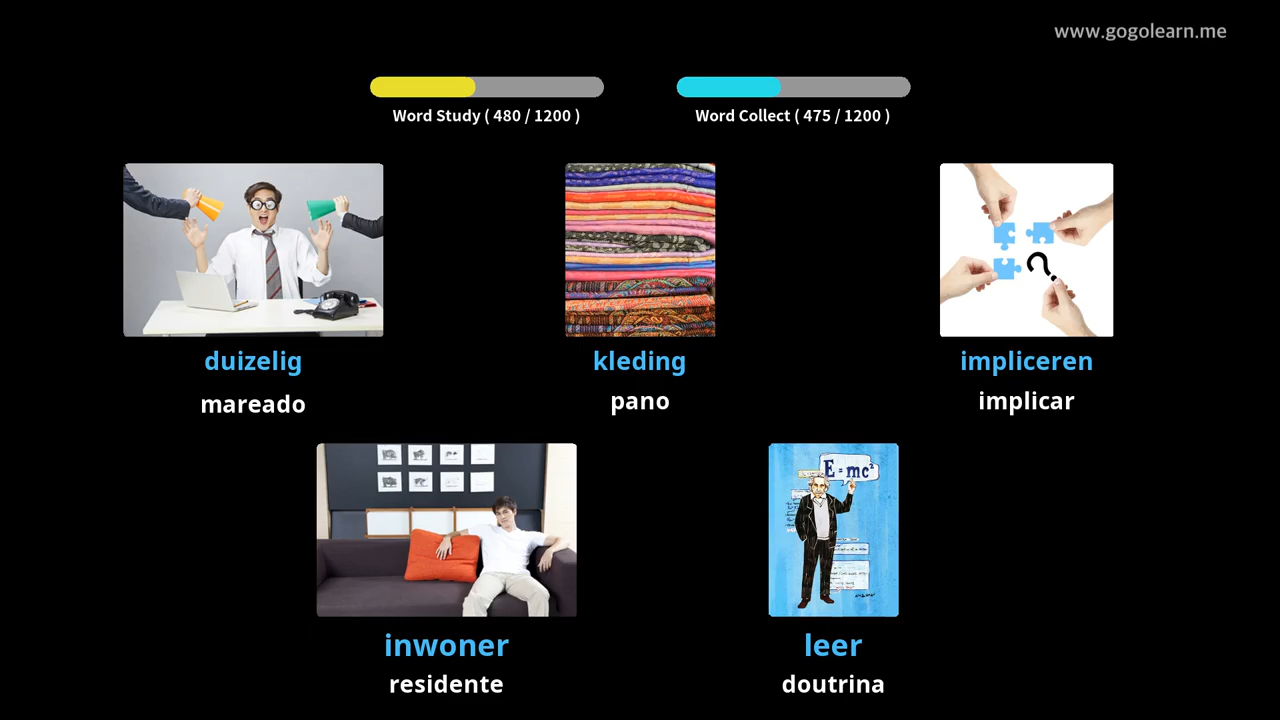 www.gogolearn.me
Word Study ( 480 / 1200 )
Word Collect ( 475 / 1200 )
duizelig
kleding
impliceren
mareado
pano
implicar
E=mc²
inwoner
leer
residente
doutrina